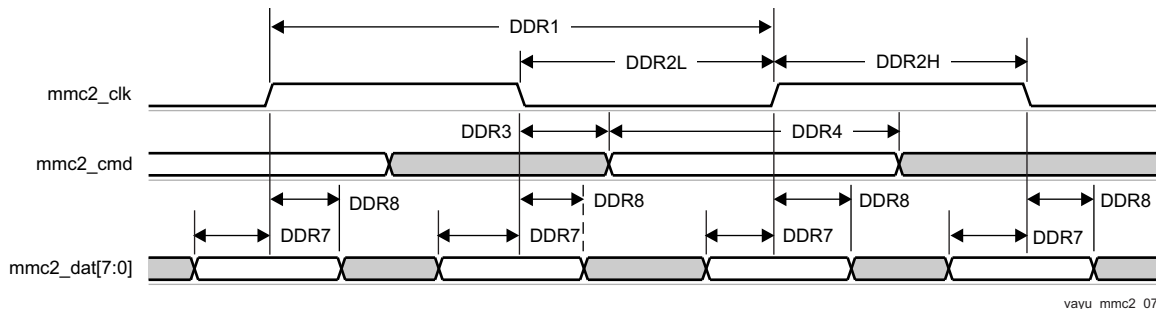 DDR1
DDR2L DDR2H
mmc2_clk
DDR3 DDR4
mmc2_cmd
DDR8 DDR8 DDR8 DDR8
DDR7 DDR7 DDR7 DDR7
mmc2_dat[7:0]
vayu_mmc2_07